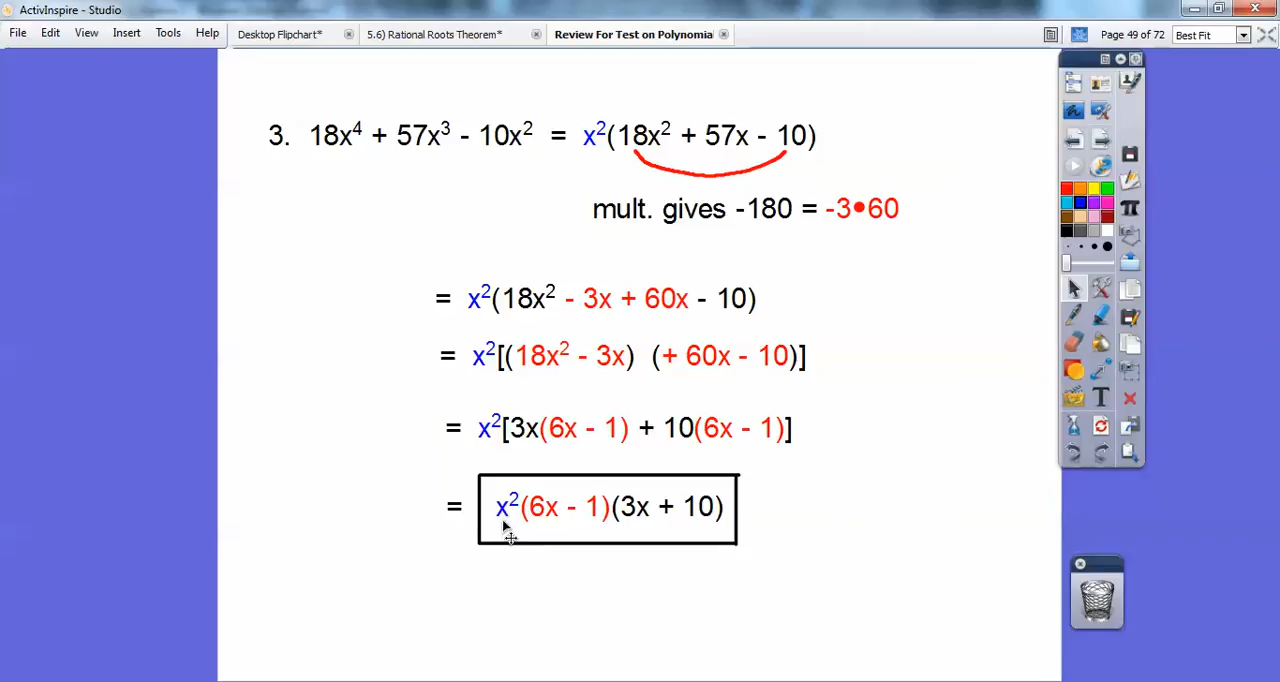 ActivInspire - Studio
File Edit View Insert Tools Help Desktop Flipchart* 5.6) Rational Roots Theorem* Review For Test on Polynomia Page 49 of 72 Best Fit
3. 18x⁴ + 57x³ - 10x² = x²(18x² + 57x - 10)
mult. gives -180 = -3•60
= x²(18x² - 3x + 60x - 10)
= x²[(18x² - 3x) (+ 60x - 10)]
= x²[3x(6x - 1) + 10(6x - 1)]
= x²(6x - 1)(3x + 10)